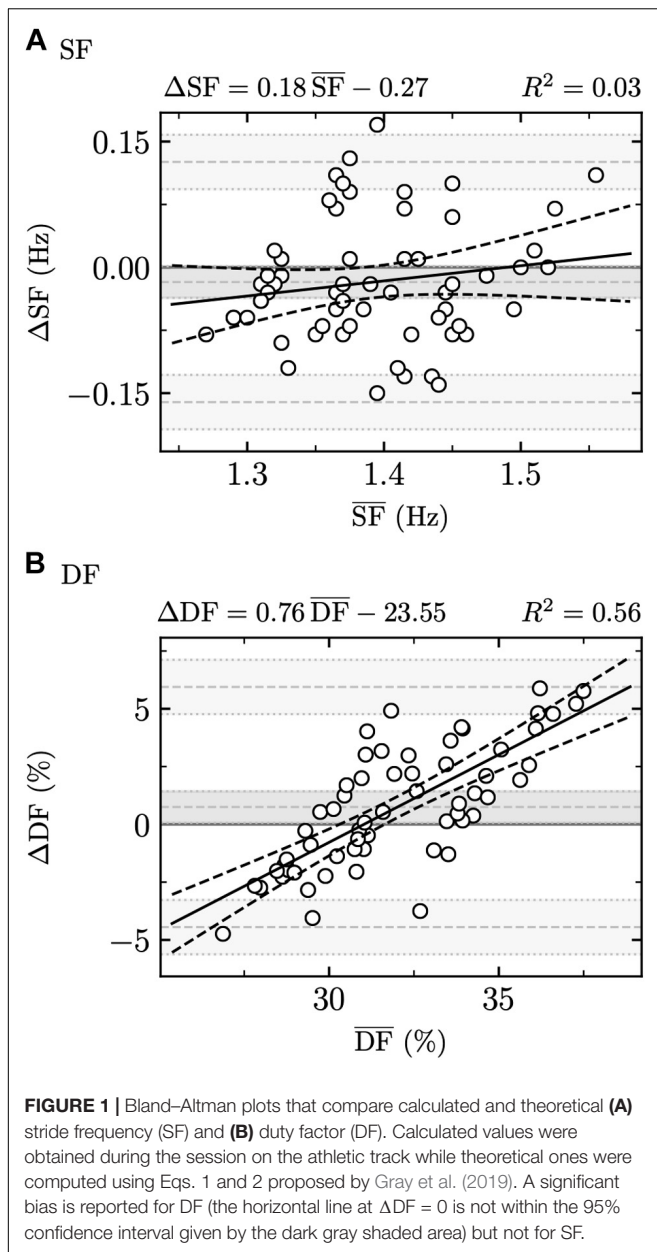 A SF
ΔSF = 0.18 S̅F̅ − 0.27 R² = 0.03
0.15
0.00
−0.15
ΔSF (Hz)
1.3 1.4 1.5
S̅F̅ (Hz)
B DF
ΔDF = 0.76 D̅F̅ − 23.55 R² = 0.56
5
0
−5
ΔDF (%)
30 35
D̅F̅ (%)
FIGURE 1 | Bland–Altman plots that compare calculated and theoretical (A)
stride frequency (SF) and (B) duty factor (DF). Calculated values were
obtained during the session on the athletic track while theoretical ones were
computed using Eqs. 1 and 2 proposed by Gray et al. (2019). A significant
bias is reported for DF (the horizontal line at ΔDF = 0 is not within the 95%
confidence interval given by the dark gray shaded area) but not for SF.